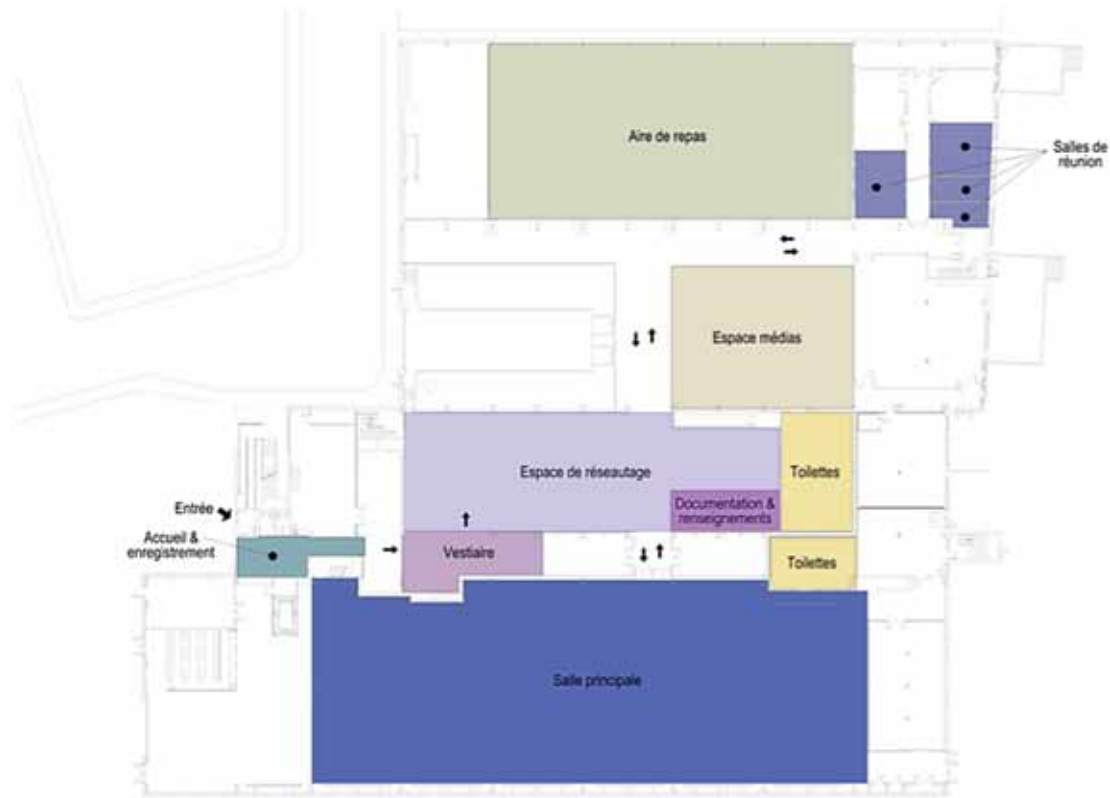 Aire de repas
Salles de
réunion
Espace médias
Espace de réseautage
Toilettes
Documentation &
renseignements
Entrée
Accueil &
enregistrement
Vestiaire
Toilettes
Salle principale